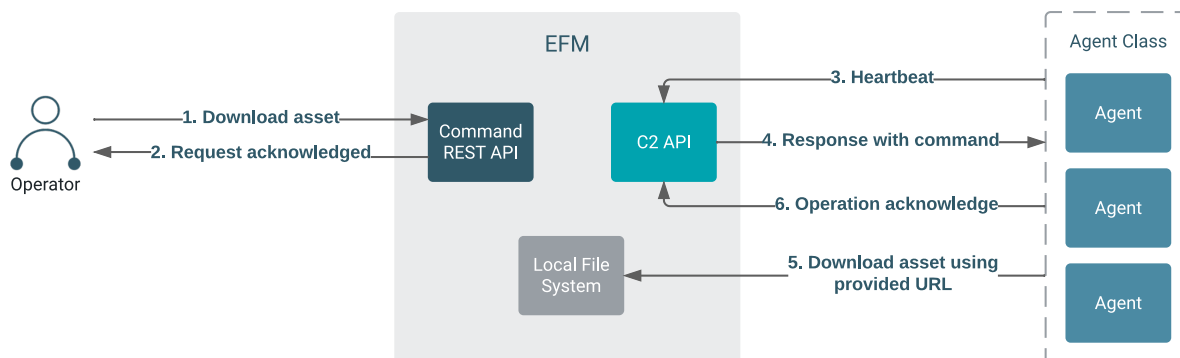 EFM
Agent Class
3. Heartbeat
Agent
1. Download asset
Command
REST API
C2 API
4. Response with command
2. Request acknowledged
Operator
6. Operation acknowledge
Agent
Local File
System
5. Download asset using
provided URL
Agent